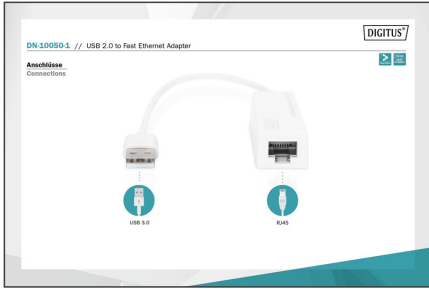 DIGITUS®
DN-10050-1 // USB 2.0 to Fast Ethernet Adapter
Anschlüsse
Connections
USB 3.0
RJ45